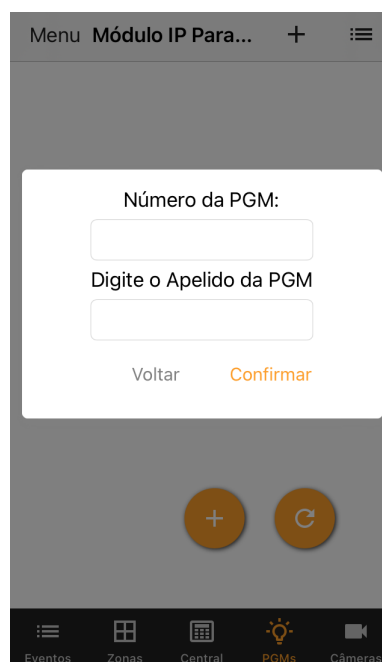 Menu Módulo IP Para...
Número da PGM:
Digite o Apelido da PGM
Voltar Confirmar
Eventos Zonas Central PGMs Câmeras